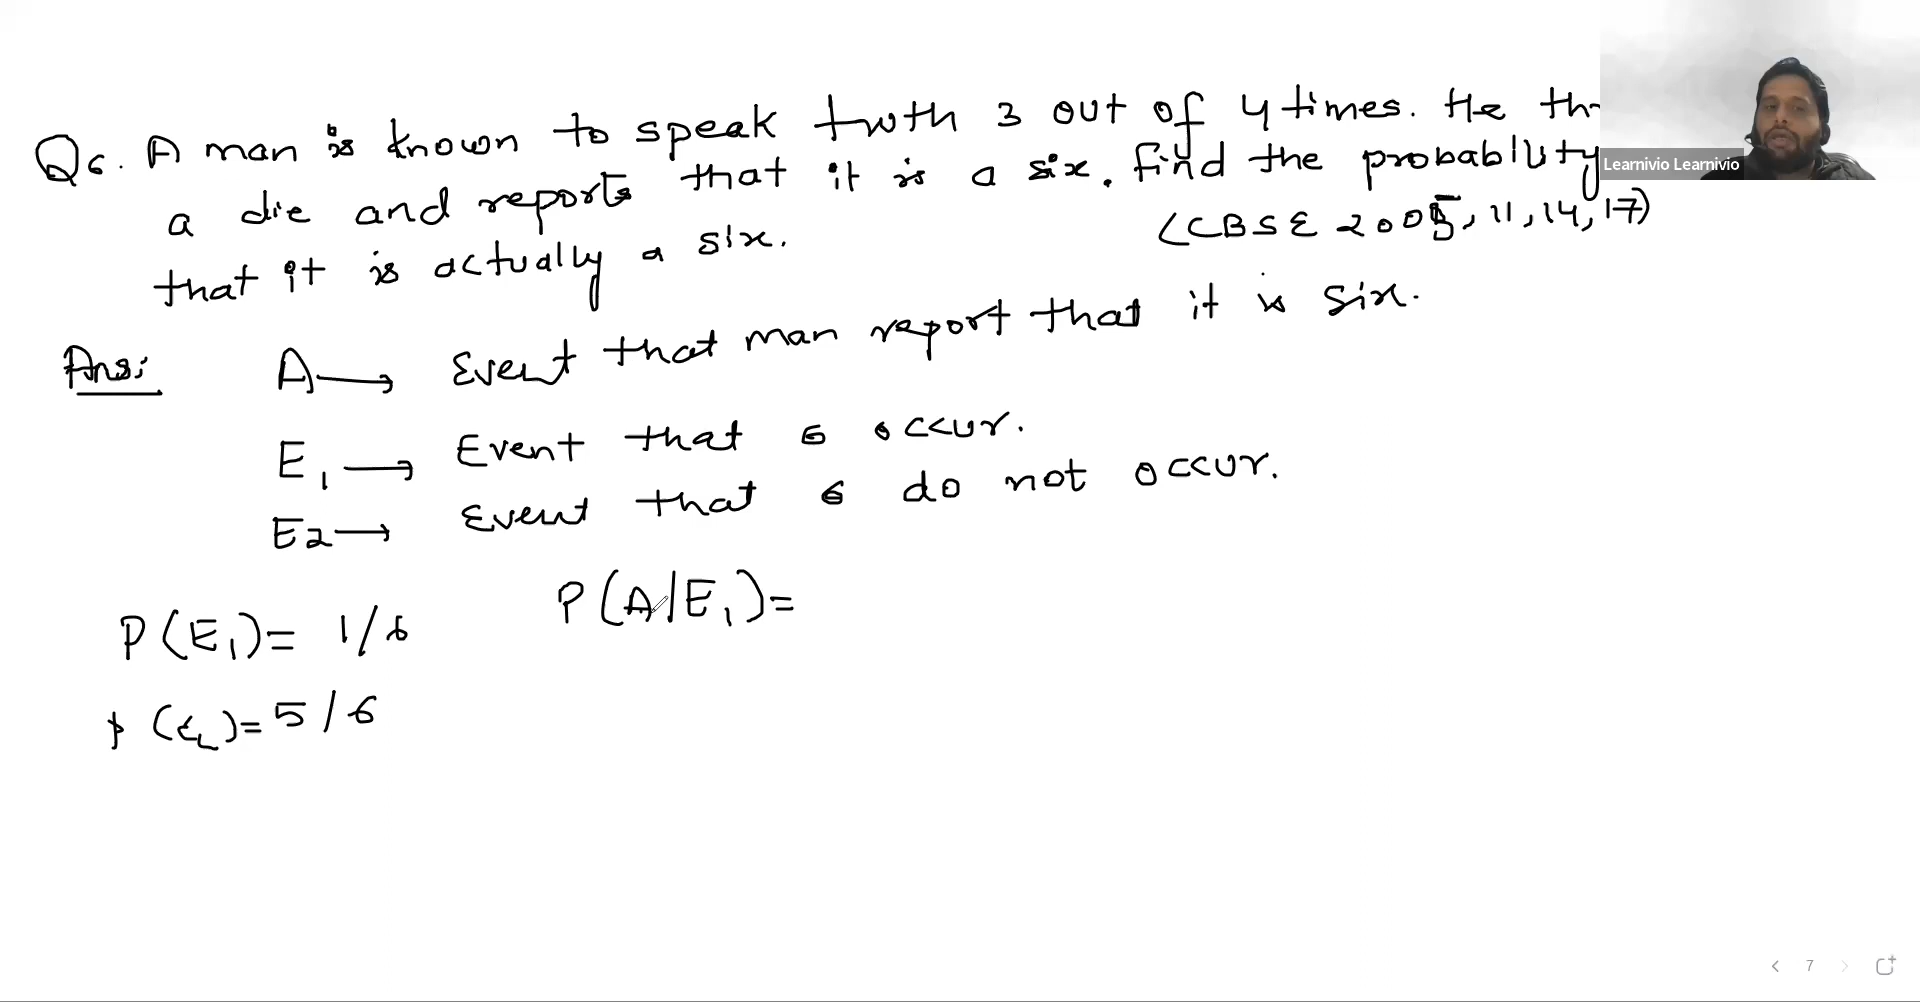 Q6. A man is known to speak truth 3 out of 4 times. He th
a die and reports that it is a six. Find the probability
that it is actually a six.
(CBSE 2005, 11, 14, 17)
Ans: A → Event that man report that it is six.
E1 → Event that 6 occur.
E2 → Event that 6 do not occur.
P(E1) = 1/6
P(A/E1) =
P(E2) = 5/6
Learnivio Learnivio
7